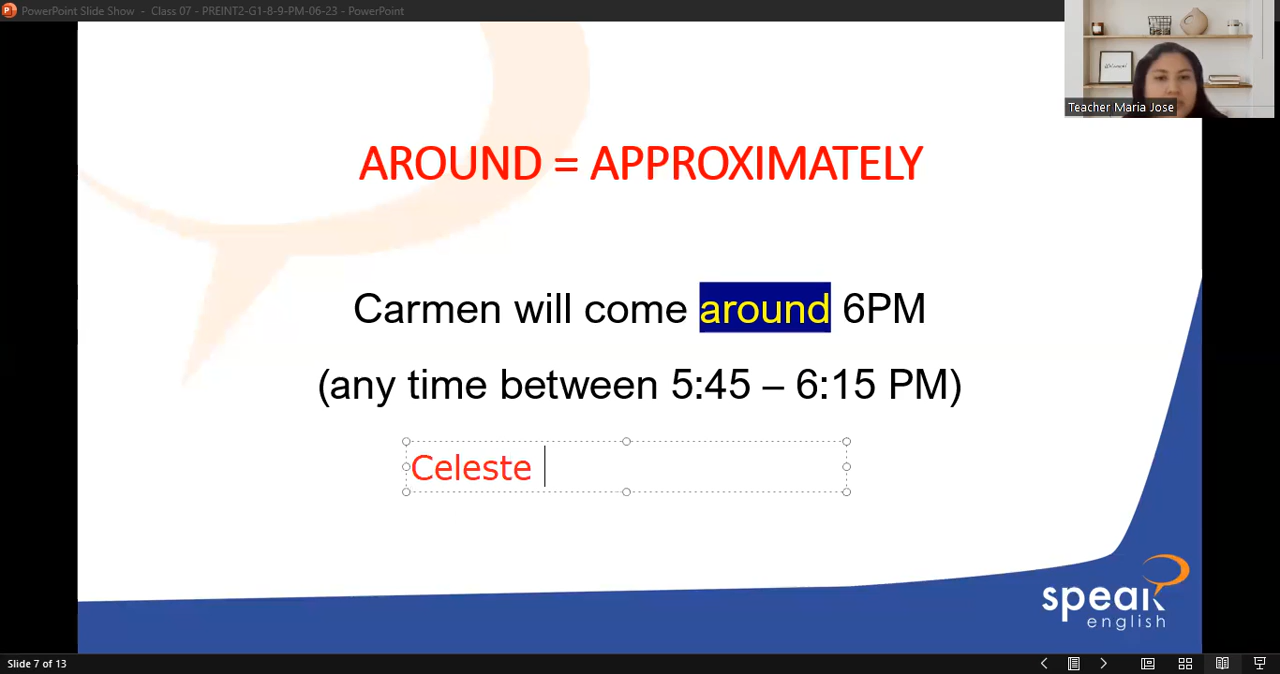 PowerPoint Slide Show - Class 07 - PREINT2-G1-8-9-PM-06-23 - PowerPoint
Teacher Maria Jose
AROUND = APPROXIMATELY
Carmen will come around 6PM
(any time between 5:45 – 6:15 PM)
Celeste
speak
english
Slide 7 of 13